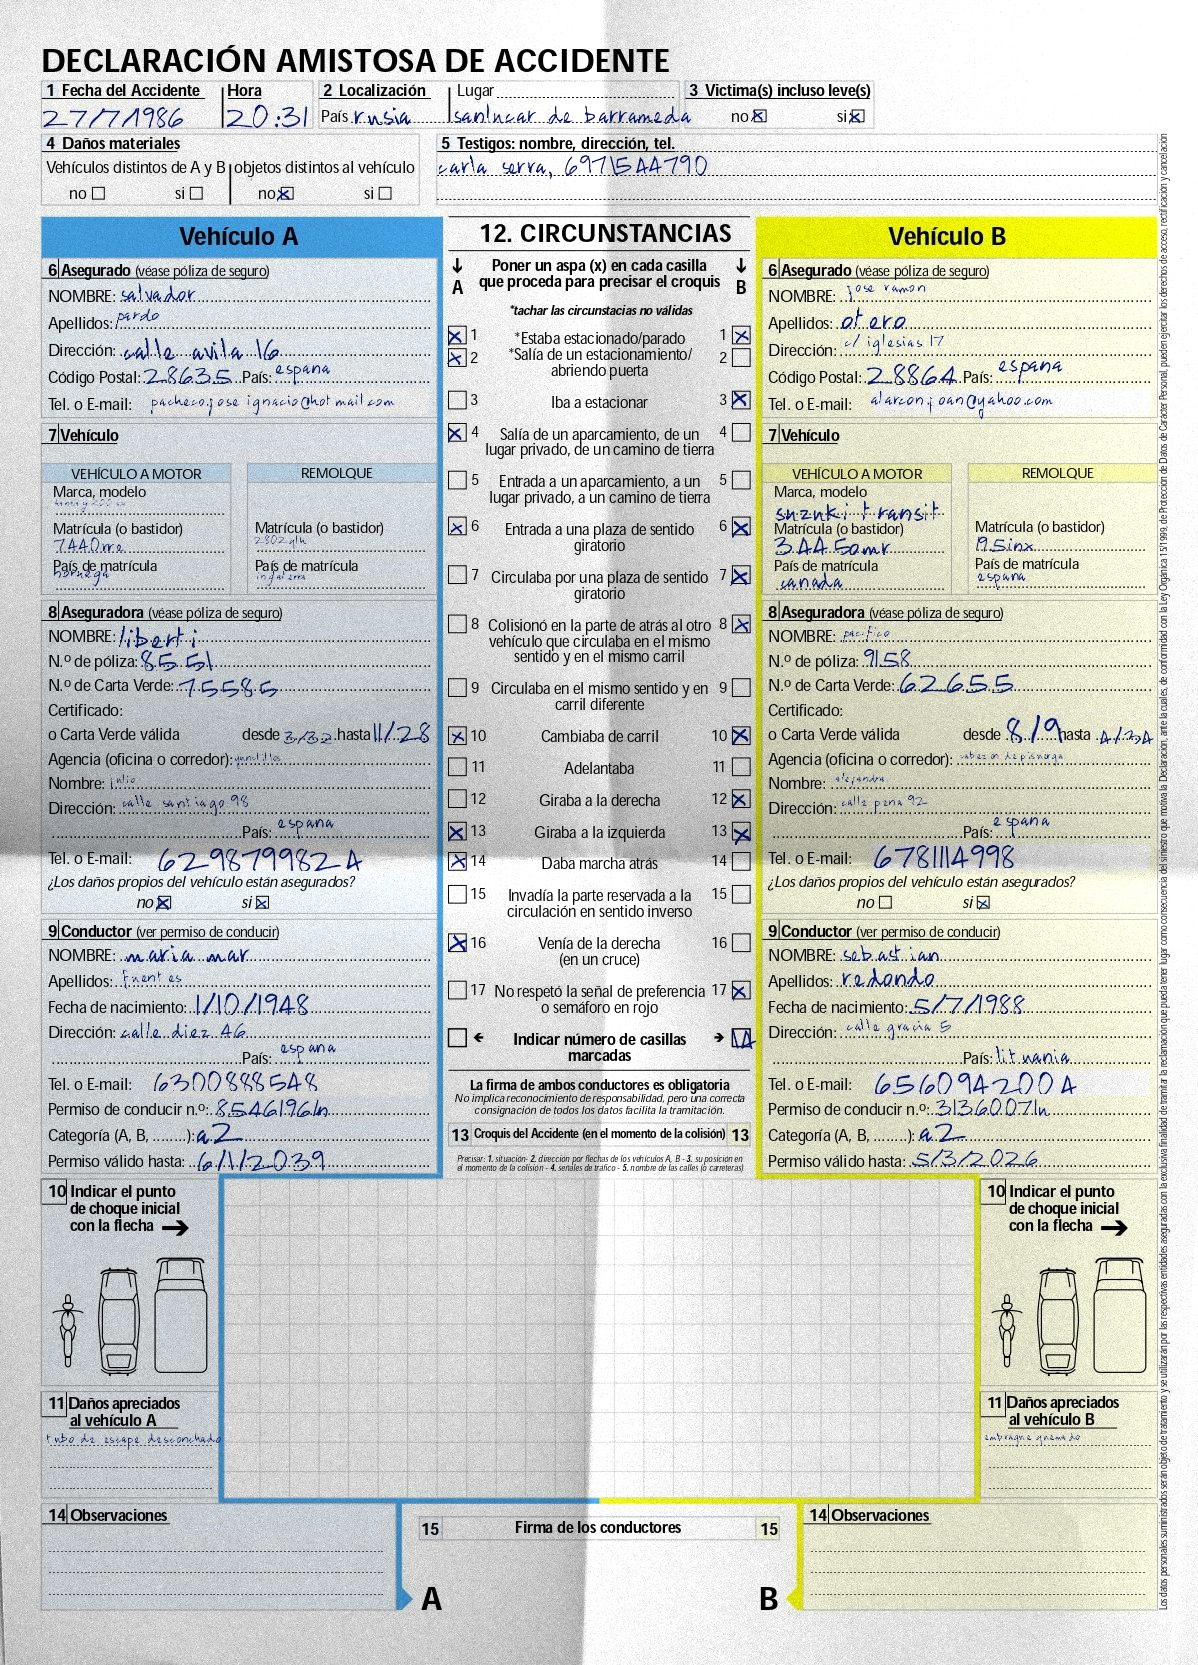 DECLARACIÓN AMISTOSA DE ACCIDENTE
1 Fecha del Accidente Hora 2 Localización Lugar 3 Victima(s) incluso leve(s)
27/7/1986 20:31 País rusia sanlucar de barrameda no si
4 Daños materiales
Vehículos distintos de A y B objetos distintos al vehículo
no si no si
5 Testigos: nombre, dirección, tel.
carla serra, 6971544790
Vehículo A
6 Asegurado (véase póliza de seguro)
NOMBRE: salvador
Apellidos: pardo
Dirección: calle avila 16
Código Postal: 28635 País: espana
Tel. o E-mail: pacheco.jose ignacio@hotmail.com
7 Vehículo
VEHÍCULO A MOTOR REMOLQUE
Marca, modelo
Matrícula (o bastidor) Matrícula (o bastidor)
7440rra 2802glh
País de matrícula País de matrícula
noruega inglaterra
8 Aseguradora (véase póliza de seguro)
NOMBRE: liberti
N.º de póliza: 8551
N.º de Carta Verde: 75585
Certificado:
o Carta Verde válida desde 3/32 hasta 11/28
Agencia (oficina o corredor):
Nombre: julio
Dirección: calle santiago 98
País: espana
Tel. o E-mail: 6298799824
¿Los daños propios del vehículo están asegurados?
no si
9 Conductor (ver permiso de conducir)
NOMBRE: maria mar
Apellidos: fuentes
Fecha de nacimiento: 1/10/1948
Dirección: calle diez 46
País: espana
Tel. o E-mail: 6300888548
Permiso de conducir n.º: 8546196ln
Categoría (A, B, ........): a2
Permiso válido hasta: 6/1/2039
12. CIRCUNSTANCIAS
A Poner un aspa (x) en cada casilla que proceda para precisar el croquis B
*tachar las circunstacias no válidas
1 *Estaba estacionado/parado 1
2 *Salía de un estacionamiento/ 2
abriendo puerta
3 Iba a estacionar 3
4 Salía de un aparcamiento, de un 4
lugar privado, de un camino de tierra
5 Entrada a un aparcamiento, a un 5
lugar privado, a un camino de tierra
6 Entrada a una plaza de sentido 6
giratorio
7 Circulaba por una plaza de sentido 7
giratorio
8 Colisionó en la parte de atrás al otro 8
vehículo que circulaba en el mismo
sentido y en el mismo carril
9 Circulaba en el mismo sentido y en 9
carril diferente
10 Cambiaba de carril 10
11 Adelantaba 11
12 Giraba a la derecha 12
13 Giraba a la izquierda 13
14 Daba marcha atrás 14
15 Invadía la parte reservada a la 15
circulación en sentido inverso
16 Venía de la derecha 16
(en un cruce)
17 No respetó la señal de preferencia 17
o semáforo en rojo
Indicar número de casillas 14
marcadas
La firma de ambos conductores es obligatoria
No implica reconocimiento de responsabilidad, pero una correcta
consignación de todos los datos facilita la tramitación.
13 Croquis del Accidente (en el momento de la colisión) 13
Precisar: 1. situación- 2. dirección por flechas de los vehículos A, B - 3. su posición en
el momento de la colisión - 4. señales de tráfico - 5. nombre de las calles (o carreteras)
Vehículo B
6 Asegurado (véase póliza de seguro)
NOMBRE: jose ramon
Apellidos: otero
Dirección: c/ iglesias 17
Código Postal: 28864 País: espana
Tel. o E-mail: alarconjoan@yahoo.com
7 Vehículo
VEHÍCULO A MOTOR REMOLQUE
Marca, modelo
suzuki transit
Matrícula (o bastidor) Matrícula (o bastidor)
3445omr 195inx
País de matrícula País de matrícula
canada espana
8 Aseguradora (véase póliza de seguro)
NOMBRE: pacifico
N.º de póliza: 9158
N.º de Carta Verde: 62655
Certificado:
o Carta Verde válida desde 8/9 hasta 4/34
Agencia (oficina o corredor): cabezon de pisuerga
Nombre: alejandra
Dirección: calle pena 92
País: espana
Tel. o E-mail: 6781114998
¿Los daños propios del vehículo están asegurados?
no si
9 Conductor (ver permiso de conducir)
NOMBRE: sebastian
Apellidos: redondo
Fecha de nacimiento: 5/7/1988
Dirección: calle gracia 5
País: lituania
Tel. o E-mail: 6560942004
Permiso de conducir n.º: 3136007ln
Categoría (A, B, ........): a2
Permiso válido hasta: 5/3/2026
10 Indicar el punto
de choque inicial
con la flecha
11 Daños apreciados
al vehículo A
tubo de escape desconchado
14 Observaciones
15 Firma de los conductores 15
A B
10 Indicar el punto
de choque inicial
con la flecha
11 Daños apreciados
al vehículo B
embrague quemado
14 Observaciones
Los datos personales suministrados serán objeto de tratamiento y se utilizarán por las respectivas entidades aseguradas con la exclusiva finalidad de tramitar la reclamación que pueda tener lugar como consecuencia del siniestro que motiva la Declaración, ante la cuales, de conformidad con la Ley Orgánica 15/1999, de Protección de Datos de Carácter Personal, pueden ejercitar los derechos de acceso, rectificación y cancelación